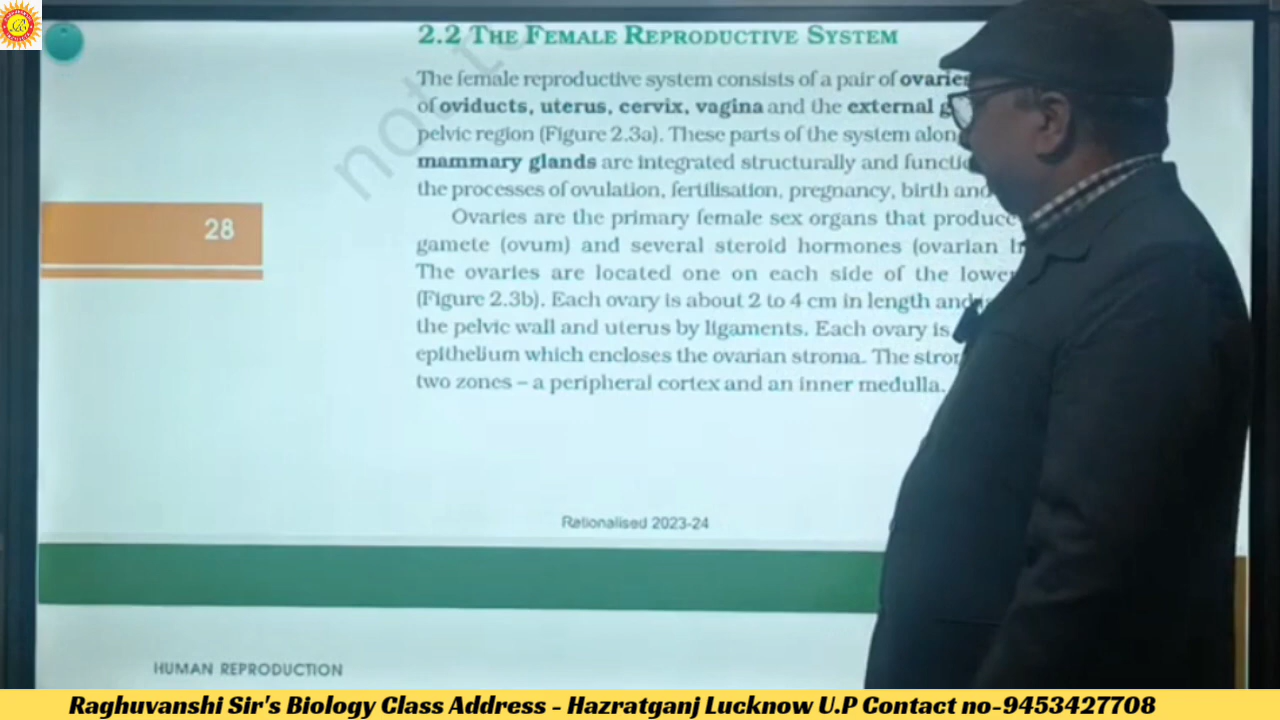 2.2 THE FEMALE REPRODUCTIVE SYSTEM
The female reproductive system consists of a pair of ovaries
of oviducts, uterus, cervix, vagina and the external g
pelvic region (Figure 2.3a). These parts of the system alon
mammary glands are integrated structurally and functio
the processes of ovulation, fertilisation, pregnancy, birth and
Ovaries are the primary female sex organs that produce
gamete (ovum) and several steroid hormones (ovarian
The ovaries are located one on each side of the lower
(Figure 2.3b). Each ovary is about 2 to 4 cm in length and
the pelvic wall and uterus by ligaments. Each ovary is
epithelium which encloses the ovarian stroma. The stro
two zones – a peripheral cortex and an inner medulla.
not to
28
Rationalised 2023-24
HUMAN REPRODUCTION
Raghuvanshi Sir's Biology Class Address - Hazratganj Lucknow U.P Contact no-9453427708